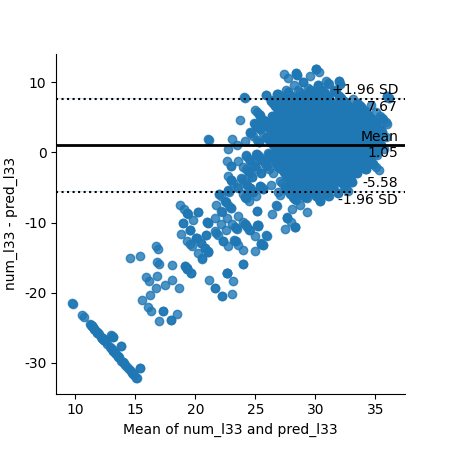 10
+1.96 SD
7.67
Mean
1.05
0
-5.58
-1.96 SD
-10
-20
-30
num_l33 - pred_l33
10 15 20 25 30 35
Mean of num_l33 and pred_l33